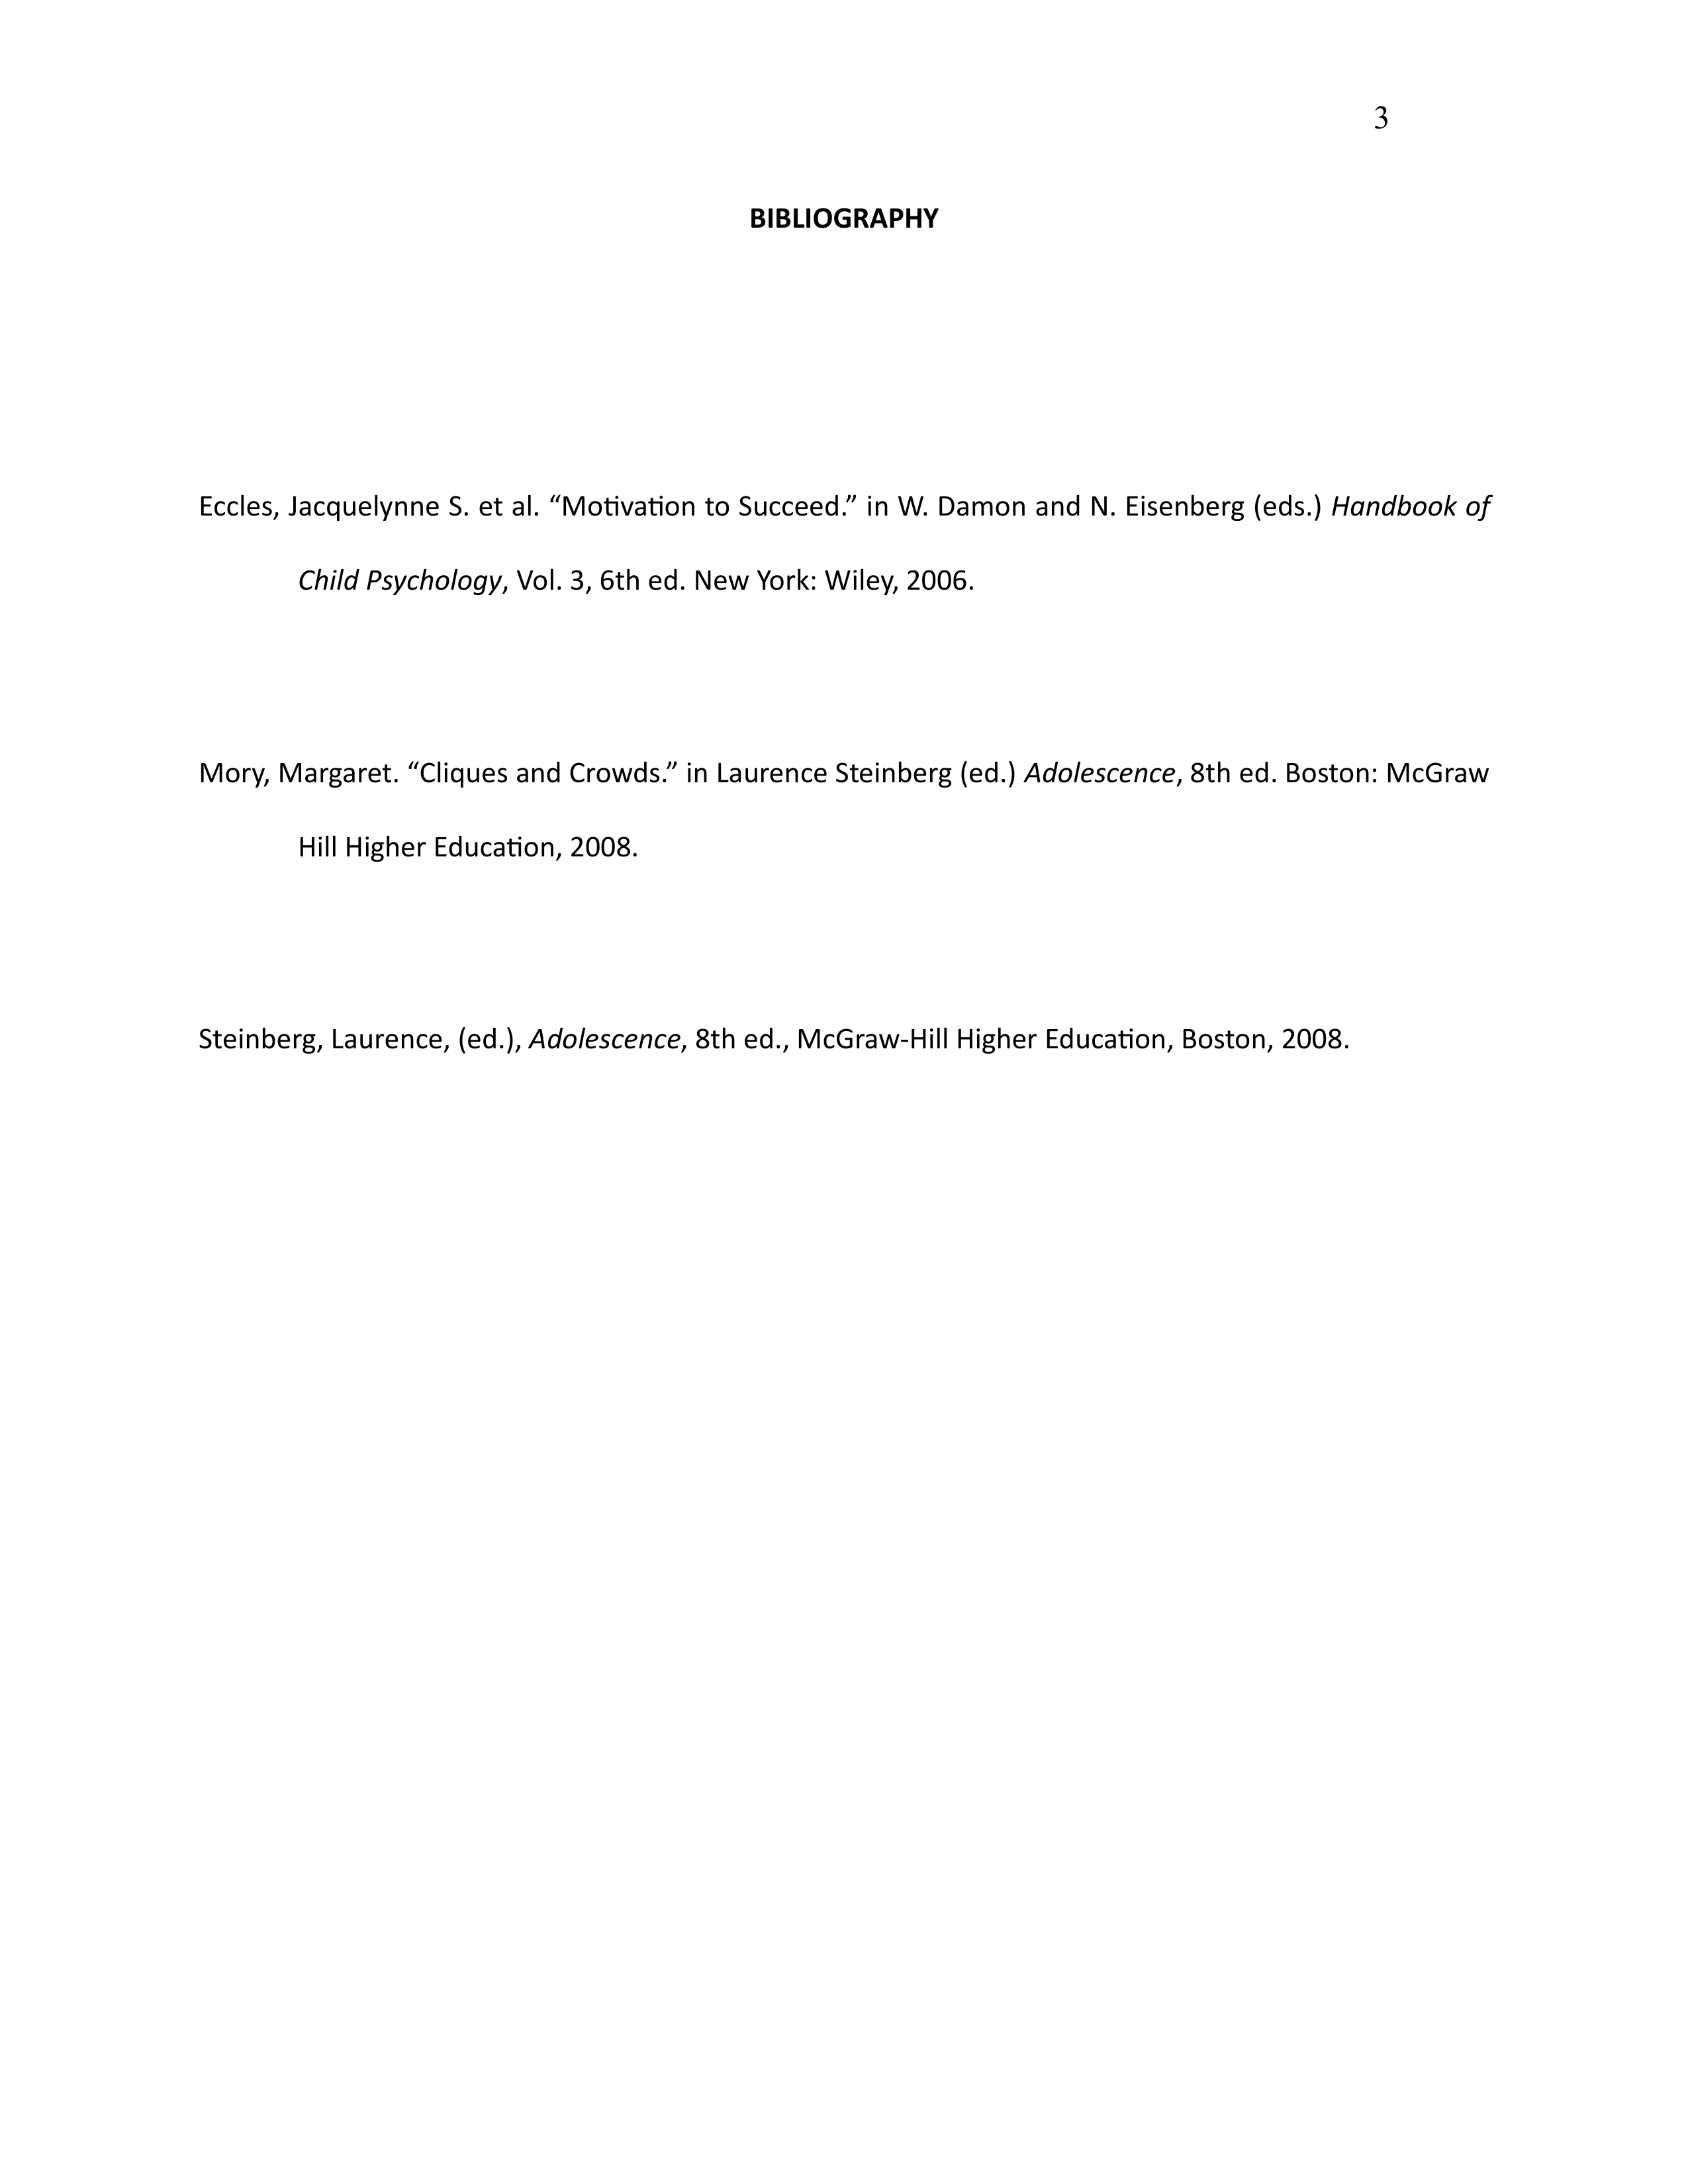 3
BIBLIOGRAPHY
Eccles, Jacquelynne S. et al. “Motivation to Succeed.” in W. Damon and N. Eisenberg (eds.) Handbook of
Child Psychology, Vol. 3, 6th ed. New York: Wiley, 2006.
Mory, Margaret. “Cliques and Crowds.” in Laurence Steinberg (ed.) Adolescence, 8th ed. Boston: McGraw
Hill Higher Education, 2008.
Steinberg, Laurence, (ed.), Adolescence, 8th ed., McGraw-Hill Higher Education, Boston, 2008.